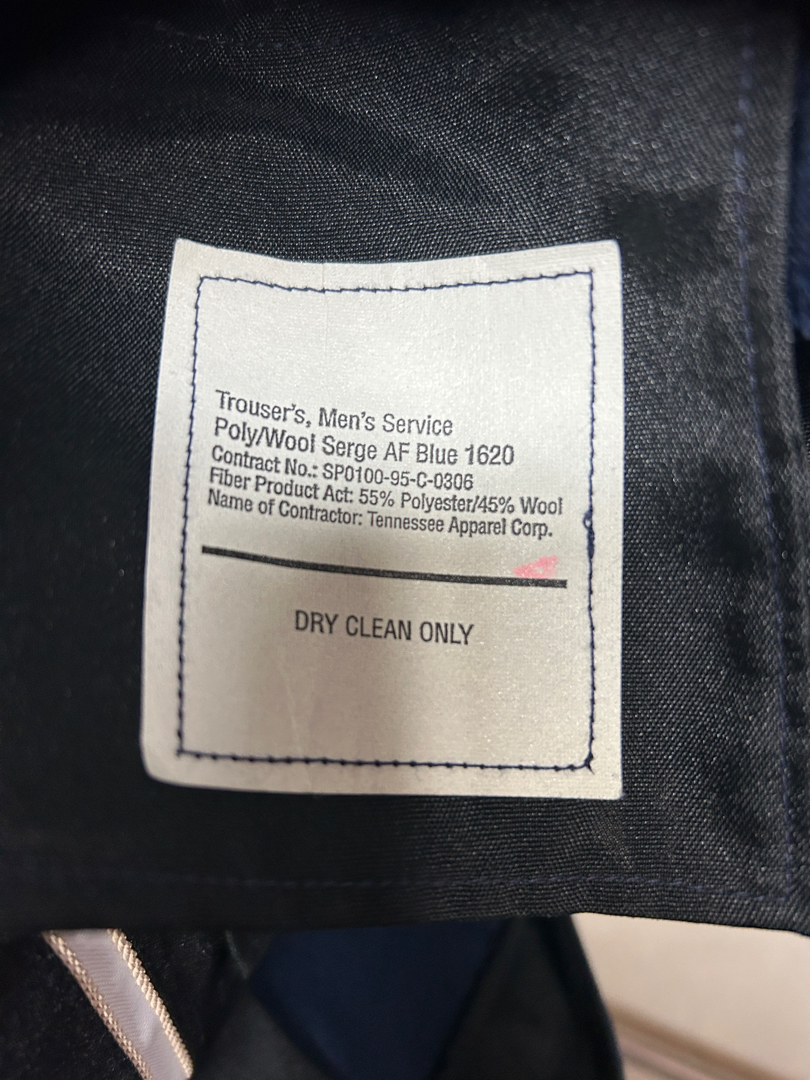 Trouser's, Men's Service
Poly/Wool Serge AF Blue 1620
Contract No.: SP0100-95-C-0306
Fiber Product Act: 55% Polyester/45% Wool
Name of Contractor: Tennessee Apparel Corp.
DRY CLEAN ONLY